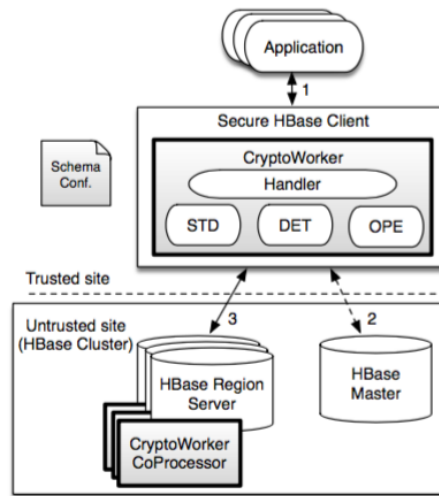 Application
1
Secure HBase Client
CryptoWorker
Handler
STD
DET
OPE
Schema
Conf.
Trusted site
Untrusted site
(HBase Cluster)
3
2
HBase Region
Server
HBase
Master
CryptoWorker
CoProcessor